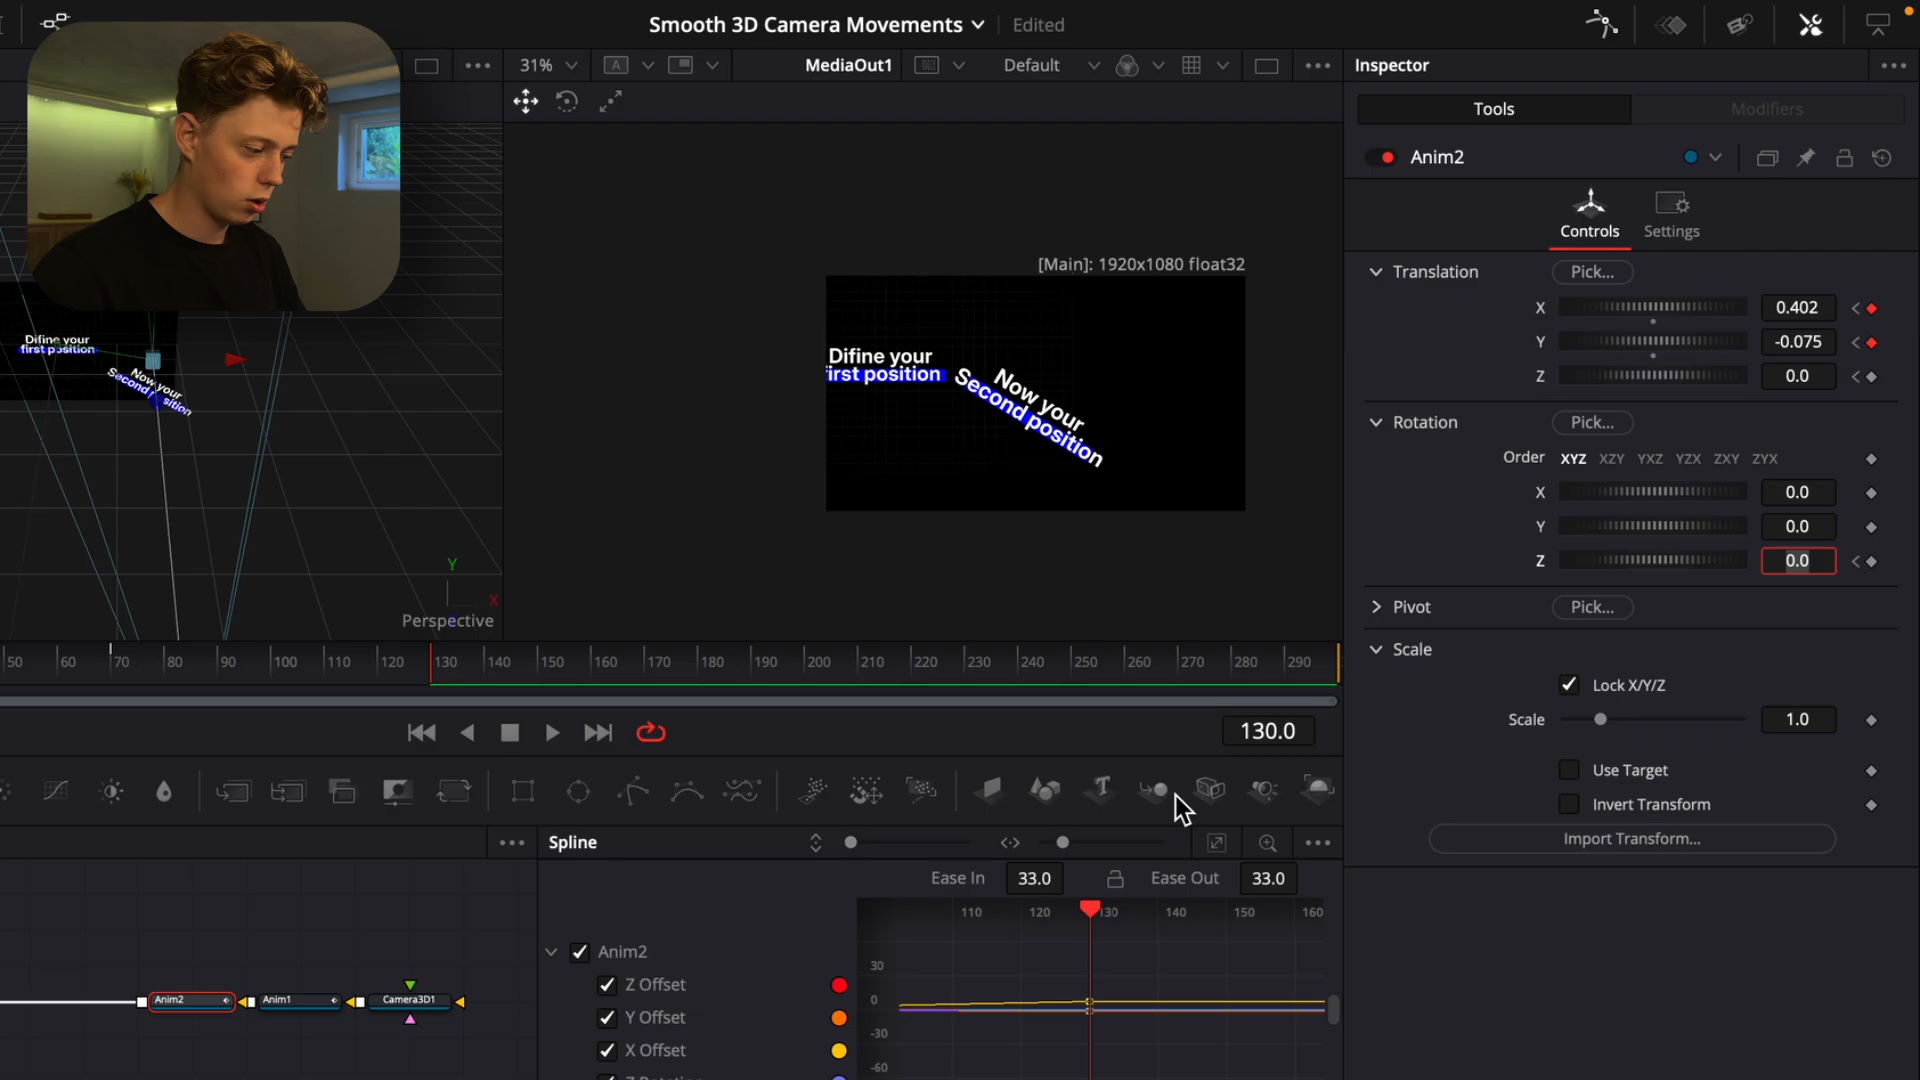 Smooth 3D Camera Movements
Edited
31%
A
MediaOut1
Default
Inspector
Tools
Modifiers
Anim2
Controls
Settings
[Main]: 1920x1080 float32
Translation
Pick...
X
0.402
Y
-0.075
Z
0.0
Rotation
Pick...
Order
XYZ XZY YXZ YZX ZXY ZYX
X
0.0
Y
0.0
Z
0.0
Pivot
Pick...
Scale
Lock X/Y/Z
Scale
1.0
Use Target
Invert Transform
Import Transform...
Difine your
first position
Now your
Difine your
irst position
Now your
Second position
Y
X
Perspective
50 60 70 80 90 100 110 120 130 140 150 160 170 180 190 200 210 220 230 240 250 260 270 280 290
130.0
T
Spline
Ease In
33.0
Ease Out
33.0
110 120 130 140 150 160
30
0
-30
-60
Anim2
Z Offset
Y Offset
X Offset
Anim2
Anim1
Camera3D1